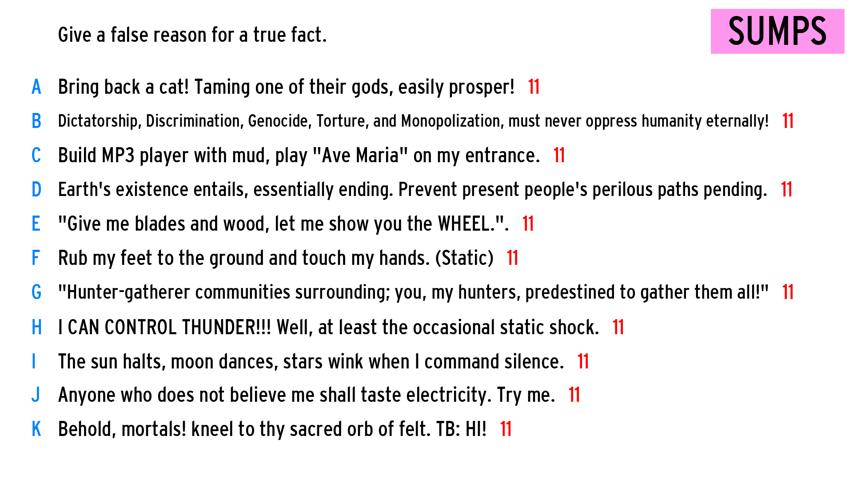 Give a false reason for a true fact.
SUMPS
A Bring back a cat! Taming one of their gods, easily prosper! 11
B Dictatorship, Discrimination, Genocide, Torture, and Monopolization, must never oppress humanity eternally! 11
C Build MP3 player with mud, play "Ave Maria" on my entrance. 11
D Earth's existence entails, essentially ending. Prevent present people's perilous paths pending. 11
E "Give me blades and wood, let me show you the WHEEL.". 11
F Rub my feet to the ground and touch my hands. (Static) 11
G "Hunter-gatherer communities surrounding; you, my hunters, predestined to gather them all!" 11
H I CAN CONTROL THUNDER!!! Well, at least the occasional static shock. 11
I The sun halts, moon dances, stars wink when I command silence. 11
J Anyone who does not believe me shall taste electricity. Try me. 11
K Behold, mortals! kneel to thy sacred orb of felt. TB: HI! 11